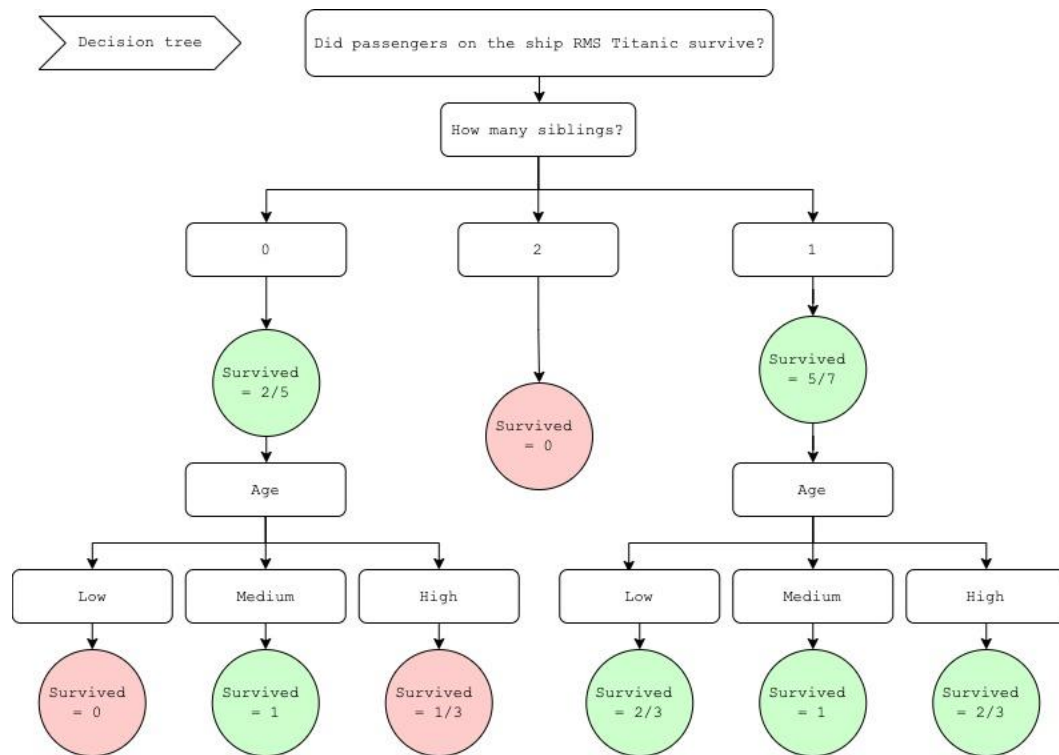 Decision tree
Did passengers on the ship RMS Titanic survive?
How many siblings?
0
2
1
Survived
= 2/5
Survived
= 0
Survived
= 5/7
Age
Age
Low
Medium
High
Low
Medium
High
Survived
= 0
Survived
= 1
Survived
= 1/3
Survived
= 2/3
Survived
= 1
Survived
= 2/3